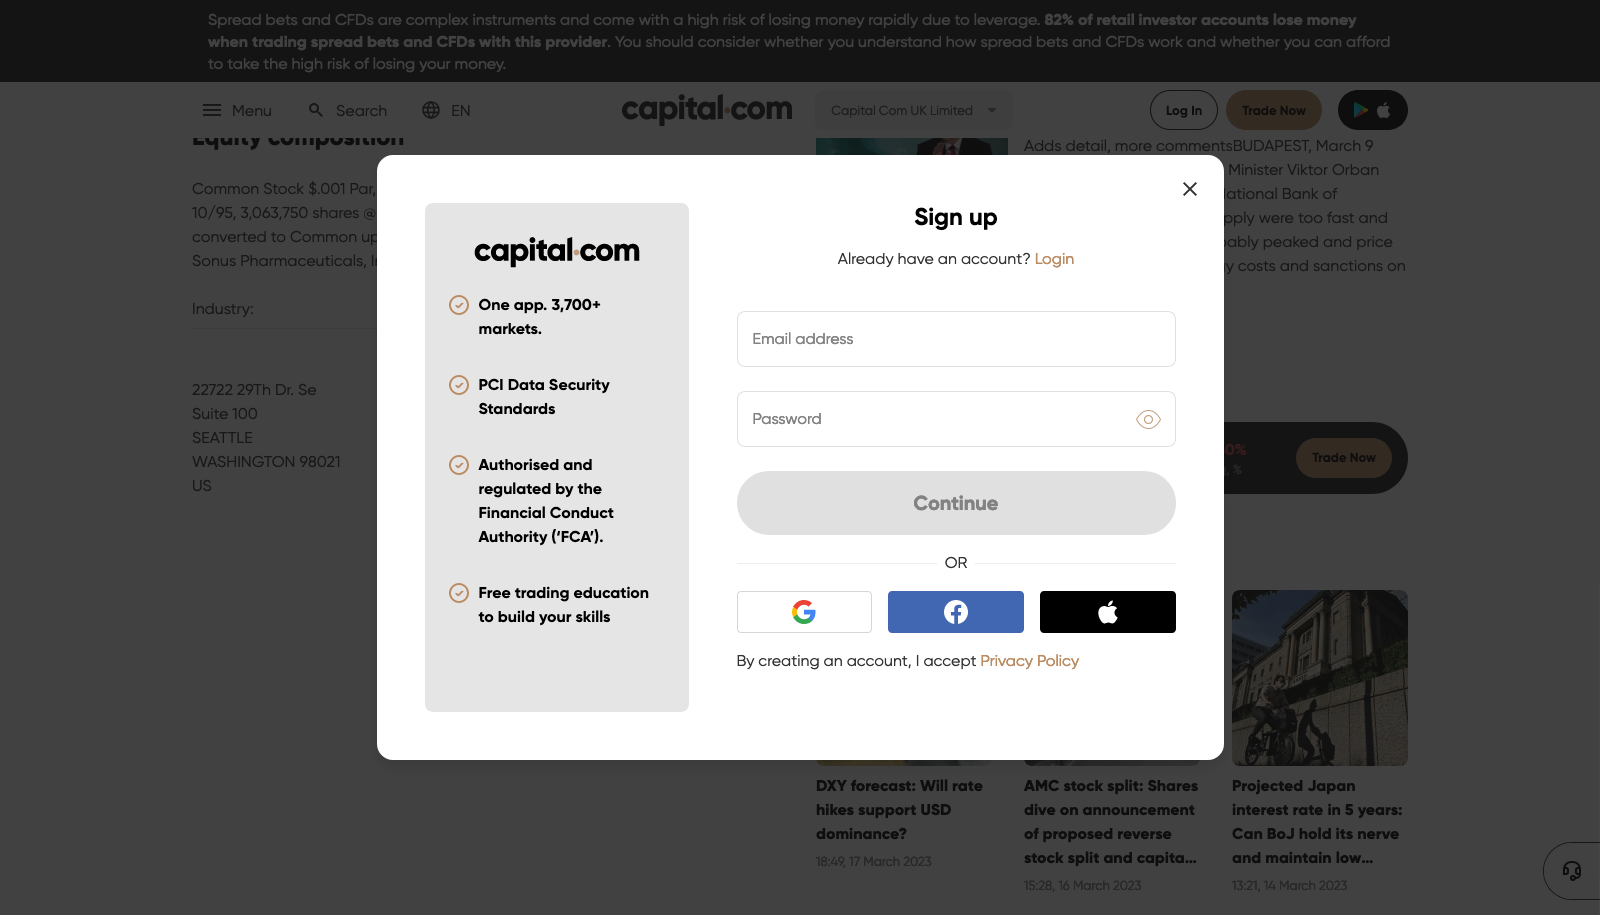 Spread bets and CFDs are complex instruments and come with a high risk of losing money rapidly due to leverage. 82% of retail investor accounts lose money
when trading spread bets and CFDs with this provider. You should consider whether you understand how spread bets and CFDs work and whether you can afford
to take the high risk of losing your money.
Menu
Search
EN
capital.com
Capital Com UK Limited
Log In
Trade Now
Equity composition
Common Stock $.001 Par,
10/95, 3,063,750 shares @
converted to Common up
Sonus Pharmaceuticals, I
Industry:
22722 29Th Dr. Se
Suite 100
SEATTLE
WASHINGTON 98021
US
Adds detail, more commentsBUDAPEST, March 9
Minister Viktor Orban
National Bank of
pply were too fast and
bably peaked and price
y costs and sanctions on
capital.com
One app. 3,700+
markets.
PCI Data Security
Standards
Authorised and
regulated by the
Financial Conduct
Authority (‘FCA’).
Free trading education
to build your skills
Sign up
Already have an account? Login
Email address
Password
Continue
OR
By creating an account, I accept Privacy Policy
0%
%
Trade Now
DXY forecast: Will rate
hikes support USD
dominance?
18:49, 17 March 2023
AMC stock split: Shares
dive on announcement
of proposed reverse
stock split and capita...
15:28, 16 March 2023
Projected Japan
interest rate in 5 years:
Can BoJ hold its nerve
and maintain low...
13:21, 14 March 2023